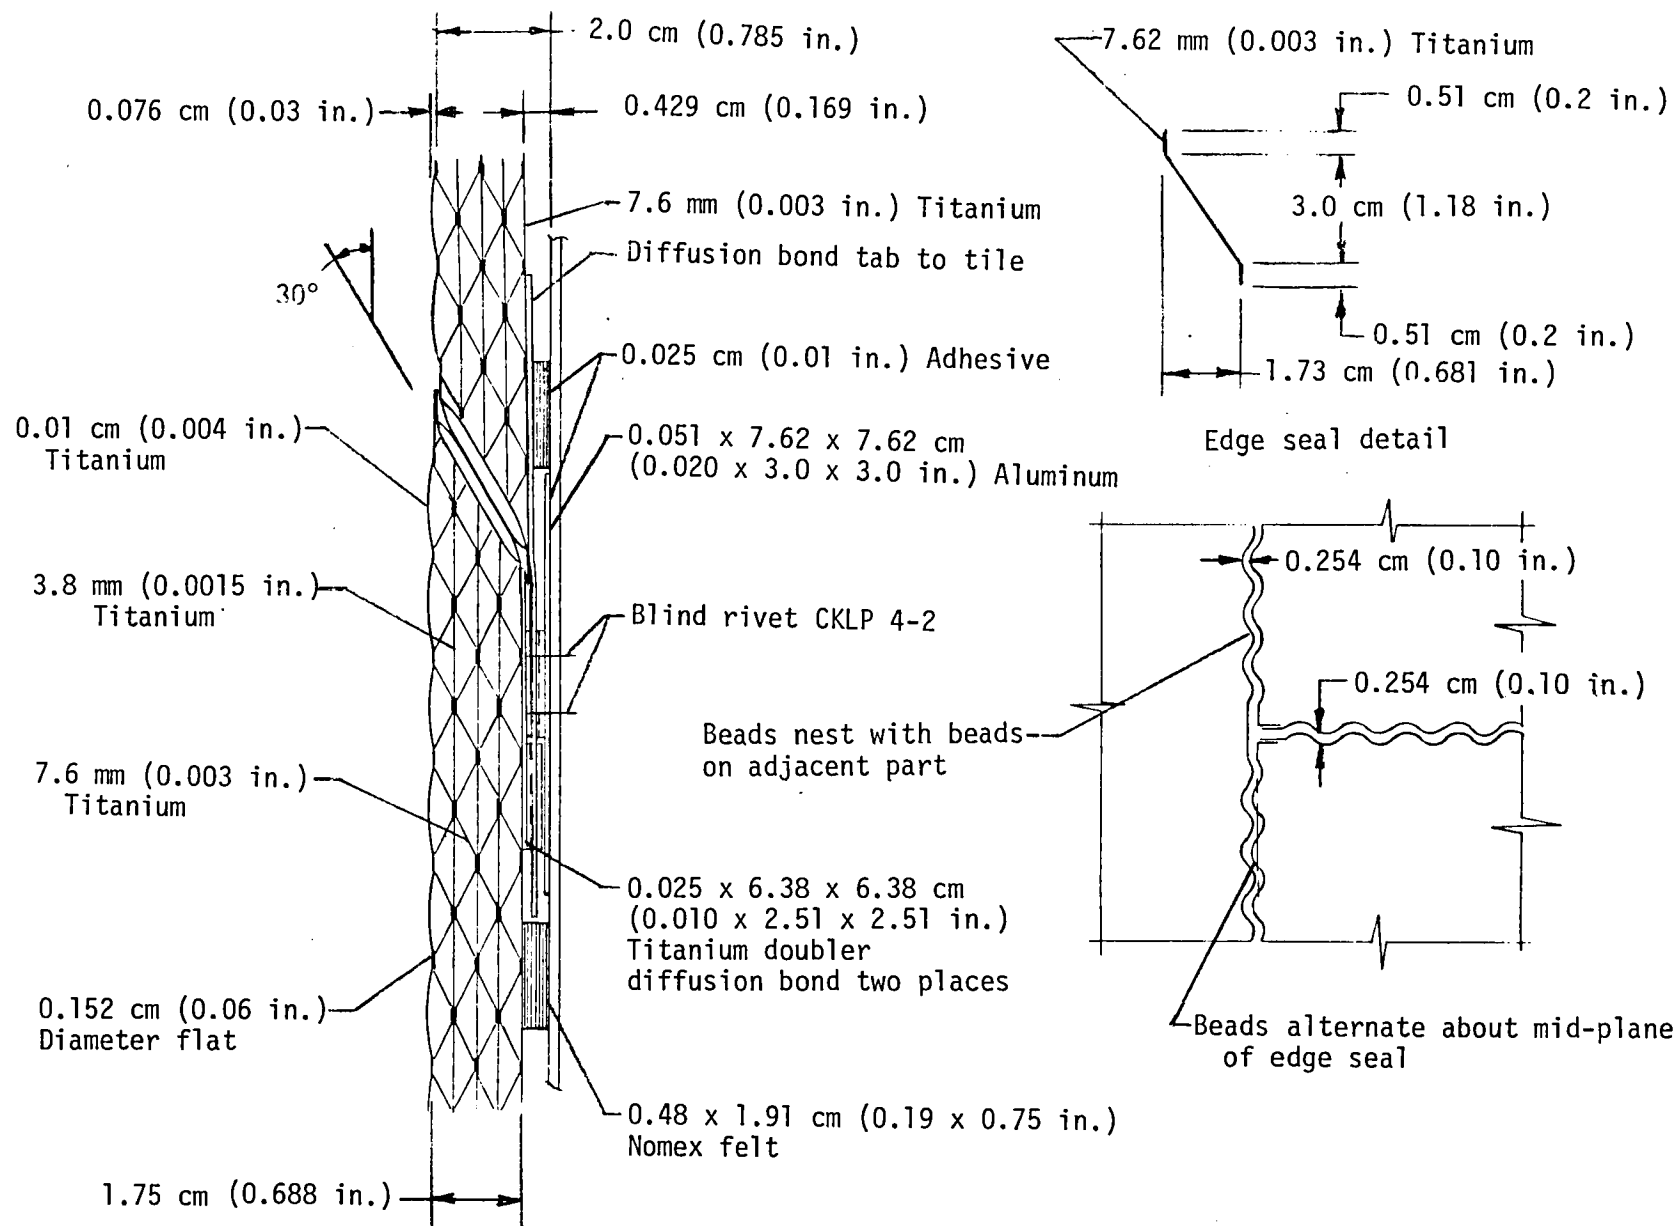 2.0 cm (0.785 in.)
0.076 cm (0.03 in.)
0.429 cm (0.169 in.)
7.6 mm (0.003 in.) Titanium
Diffusion bond tab to tile
30°
0.025 cm (0.01 in.) Adhesive
0.01 cm (0.004 in.)
Titanium
0.051 x 7.62 x 7.62 cm
(0.020 x 3.0 x 3.0 in.) Aluminum
3.8 mm (0.0015 in.)
Titanium
Blind rivet CKLP 4-2
7.6 mm (0.003 in.)
Titanium
0.025 x 6.38 x 6.38 cm
(0.010 x 2.51 x 2.51 in.)
Titanium doubler
diffusion bond two places
0.152 cm (0.06 in.)
Diameter flat
0.48 x 1.91 cm (0.19 x 0.75 in.)
Nomex felt
1.75 cm (0.688 in.)
7.62 mm (0.003 in.) Titanium
0.51 cm (0.2 in.)
3.0 cm (1.18 in.)
0.51 cm (0.2 in.)
1.73 cm (0.681 in.)
Edge seal detail
0.254 cm (0.10 in.)
0.254 cm (0.10 in.)
Beads nest with beads
on adjacent part
Beads alternate about mid-plane
of edge seal